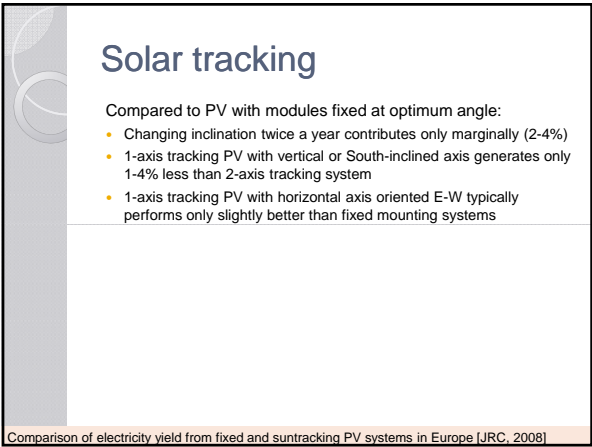 Solar tracking
Compared to PV with modules fixed at optimum angle:
• Changing inclination twice a year contributes only marginally (2-4%)
• 1-axis tracking PV with vertical or South-inclined axis generates only
1-4% less than 2-axis tracking system
• 1-axis tracking PV with horizontal axis oriented E-W typically
performs only slightly better than fixed mounting systems
Comparison of electricity yield from fixed and suntracking PV systems in Europe [JRC, 2008]